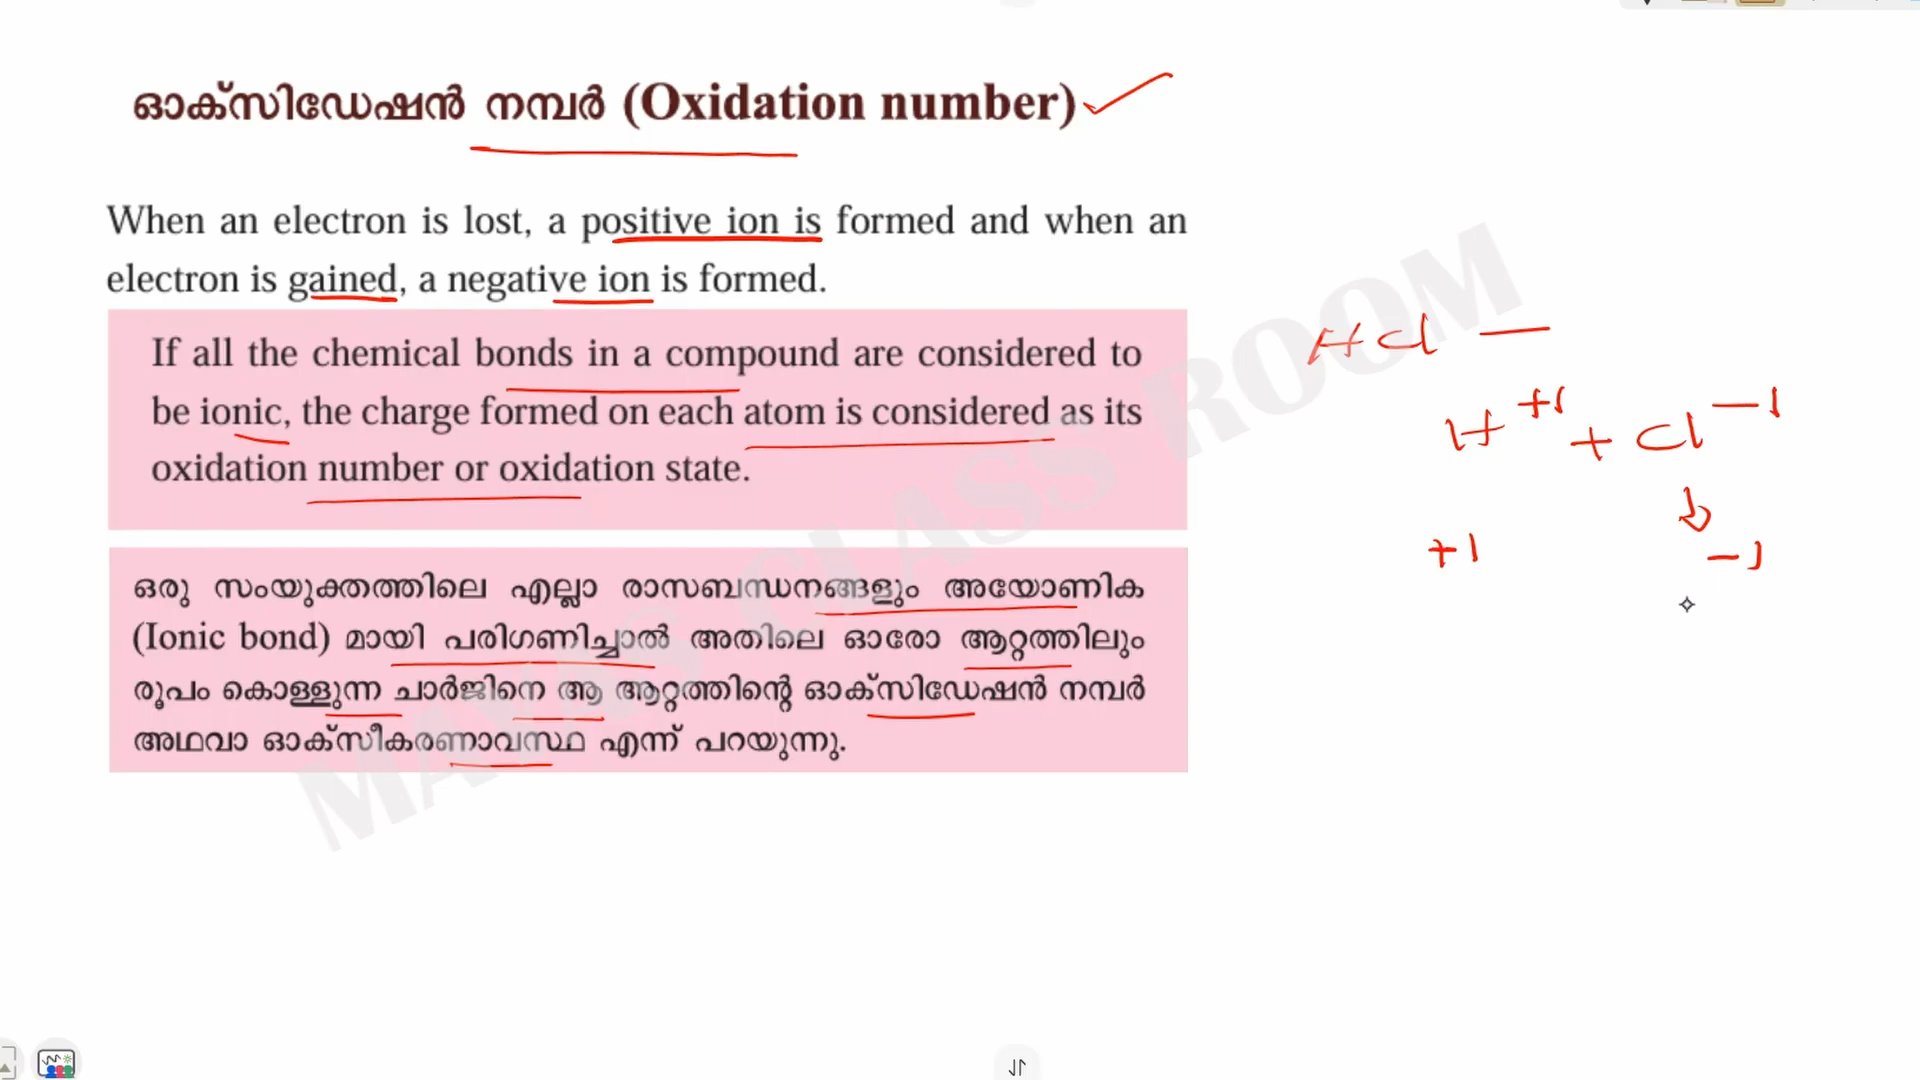 ഓക്സിഡേഷൻ നമ്പർ (Oxidation number)
When an electron is lost, a positive ion is formed and when an
electron is gained, a negative ion is formed.
If all the chemical bonds in a compound are considered to
be ionic, the charge formed on each atom is considered as its
oxidation number or oxidation state.
ഒരു സംയുക്തത്തിലെ എല്ലാ രാസബന്ധനങ്ങളും അയോണിക
(Ionic bond) മായി പരിഗണിച്ചാൽ അതിലെ ഓരോ ആറ്റത്തിലും
രൂപം കൊള്ളുന്ന ചാർജിനെ ആ ആറ്റത്തിന്റെ ഓക്സിഡേഷൻ നമ്പർ
അഥവാ ഓക്സീകരണാവസ്ഥ എന്ന് പറയുന്നു.
HCl —
H +1 + Cl -1
+1 -1
MAVIS CLASS ROOM